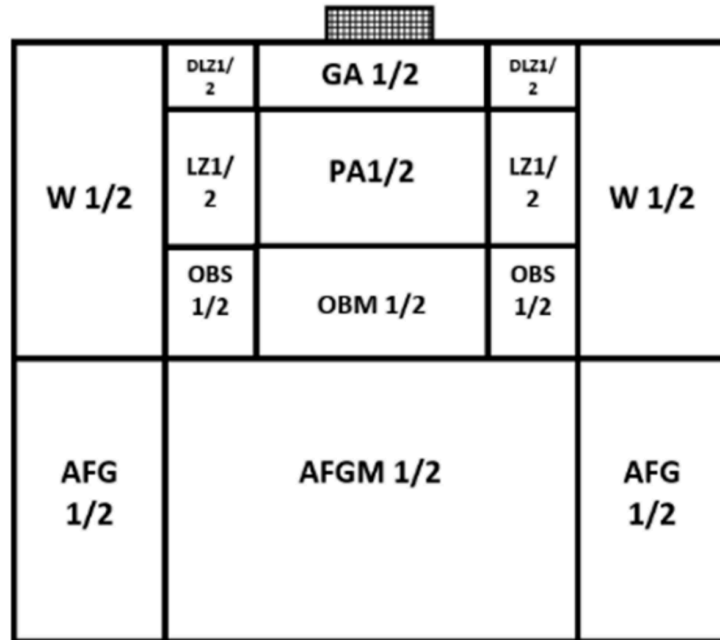 DLZ1/
2
GA 1/2
DLZ1/
2
W 1/2
LZ1/
2
PA1/2
LZ1/
2
W 1/2
OBS
1/2
OBM 1/2
OBS
1/2
AFG
1/2
AFGM 1/2
AFG
1/2